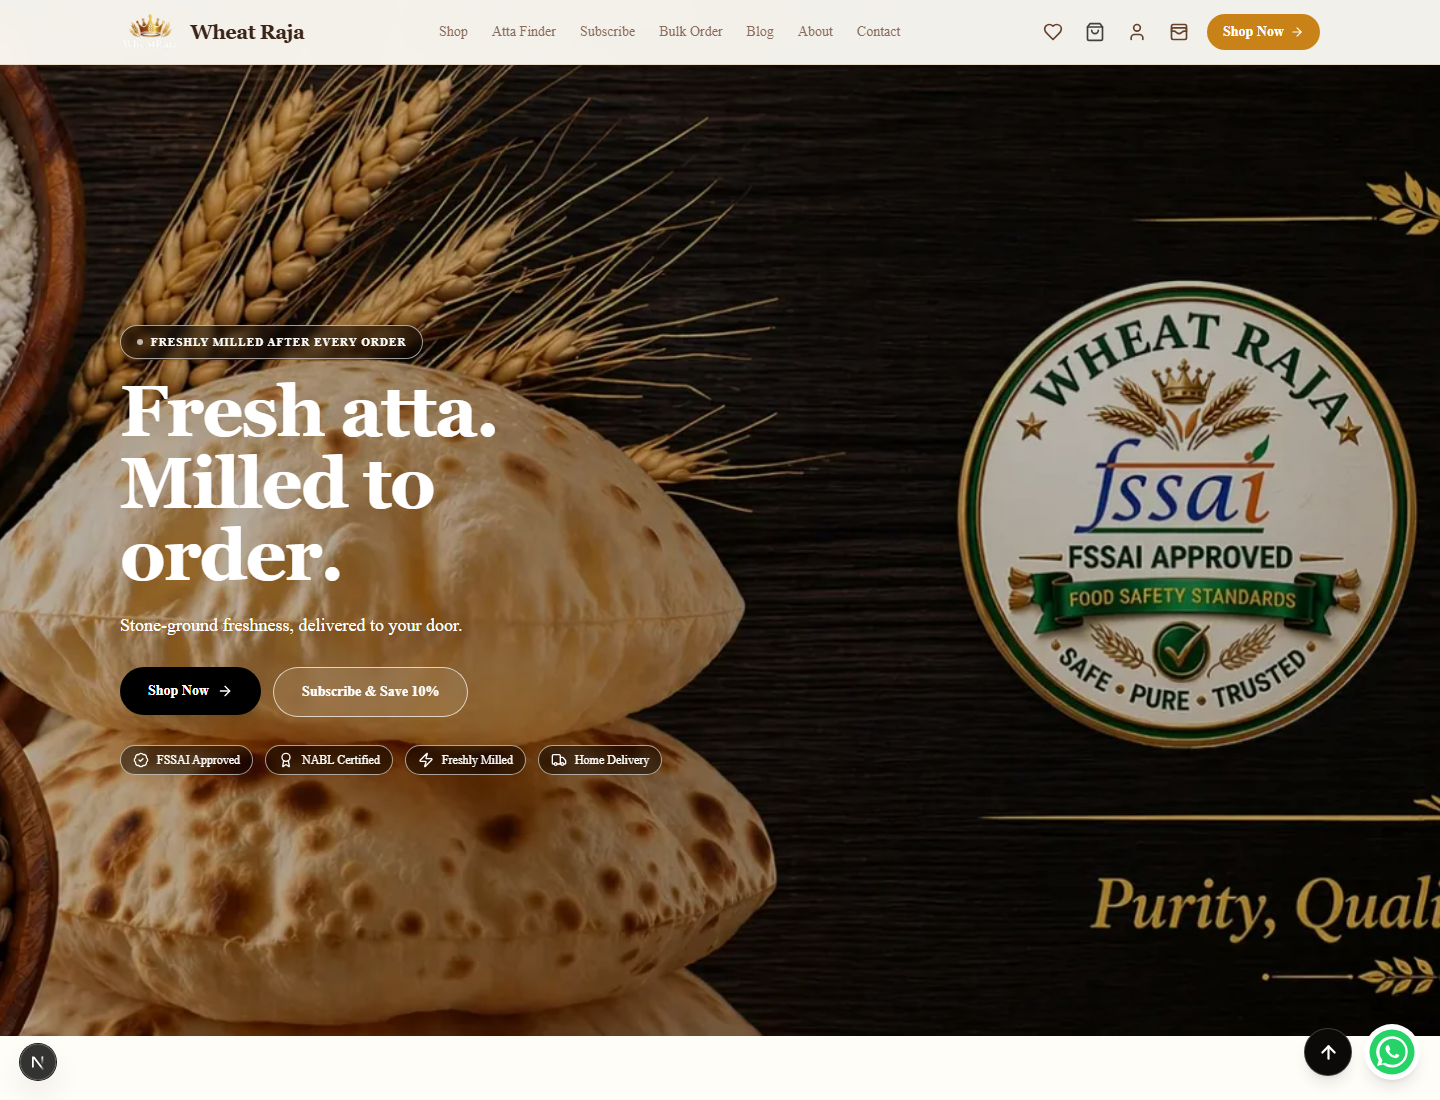 Wheat Raja
Shop
Atta Finder
Subscribe
Bulk Order
Blog
About
Contact
Shop Now
FRESHLY MILLED AFTER EVERY ORDER
Fresh atta.
Milled to
order.
Stone-ground freshness, delivered to your door.
Shop Now
Subscribe & Save 10%
FSSAI Approved
NABL Certified
Freshly Milled
Home Delivery
WHEAT RAJA
fssai
FSSAI APPROVED
FOOD SAFETY STANDARDS
SAFE • PURE • TRUSTED
Purity, Quali
N